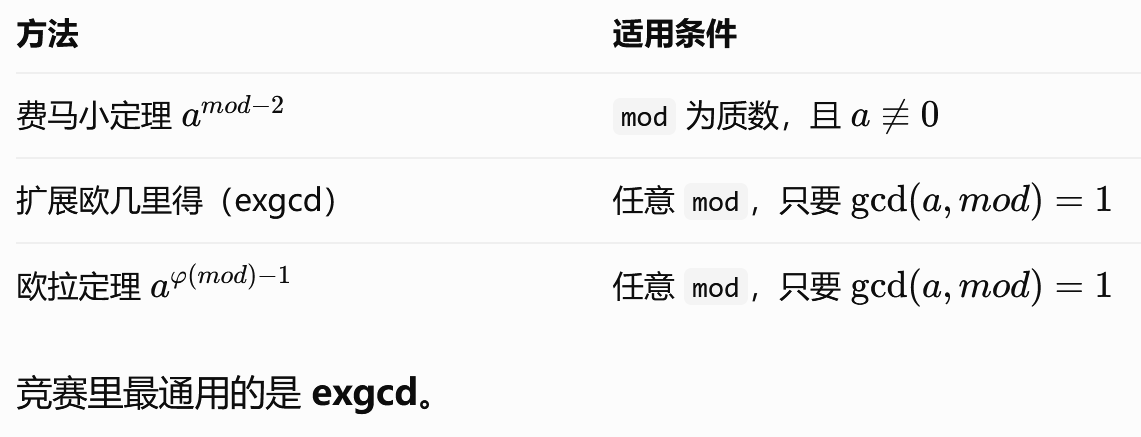 方法 适用条件
费马小定理 a^{mod−2} mod 为质数，且 a ≢ 0
扩展欧几里得（exgcd） 任意 mod，只要 gcd(a, mod) = 1
欧拉定理 a^{φ(mod)−1} 任意 mod，只要 gcd(a, mod) = 1
竞赛里最通用的是 exgcd。